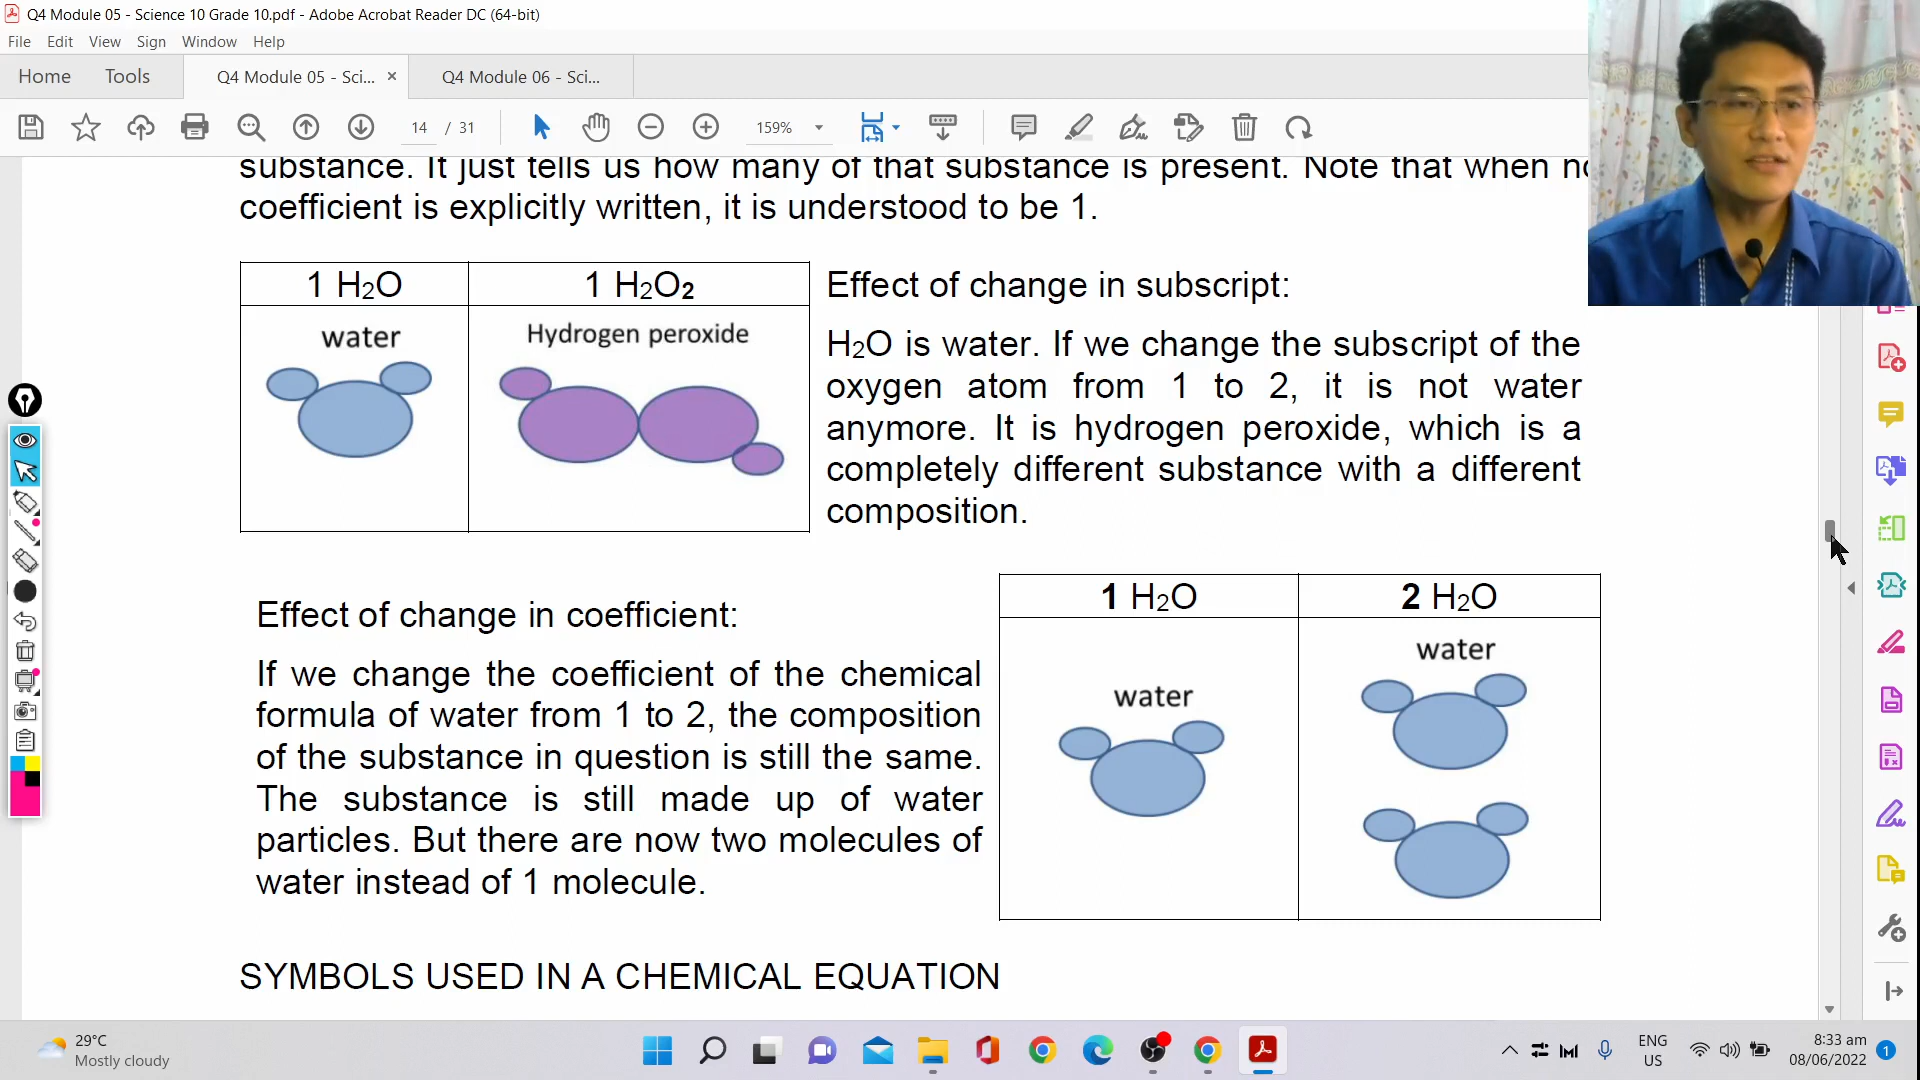 Q4 Module 05 - Science 10 Grade 10.pdf - Adobe Acrobat Reader DC (64-bit)
File Edit View Sign Window Help
Home Tools Q4 Module 05 - Sci... × Q4 Module 06 - Sci...
14 / 31 159%
substance. It just tells us how many of that substance is present. Note that when
coefficient is explicitly written, it is understood to be 1.
1 H₂O 1 H₂O₂
water Hydrogen peroxide
Effect of change in subscript:
H₂O is water. If we change the subscript of the
oxygen atom from 1 to 2, it is not water
anymore. It is hydrogen peroxide, which is a
completely different substance with a different
composition.
Effect of change in coefficient:
If we change the coefficient of the chemical
formula of water from 1 to 2, the composition
of the substance in question is still the same.
The substance is still made up of water
particles. But there are now two molecules of
water instead of 1 molecule.
1 H₂O 2 H₂O
water
water
SYMBOLS USED IN A CHEMICAL EQUATION
29°C
Mostly cloudy
ENG
US
8:33 am
08/06/2022
1